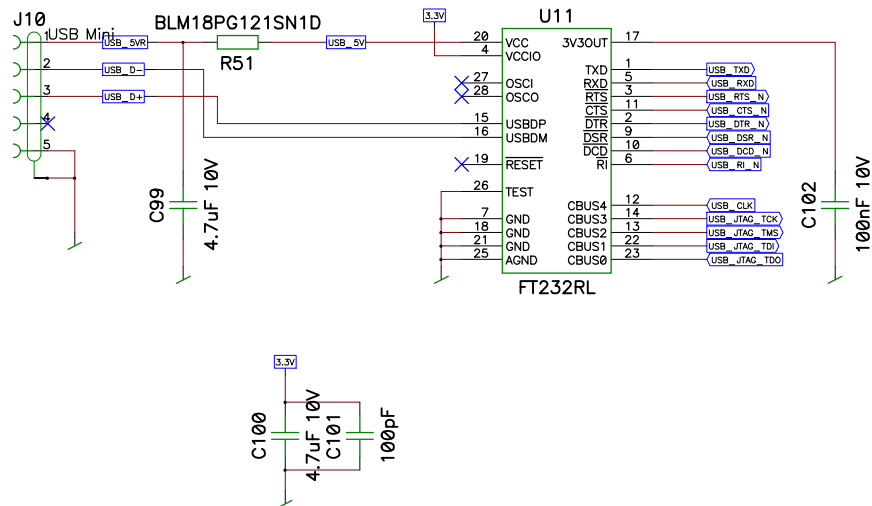 J10
USB Mini
1
2
3
4
5
USB_5VR
USB_D-
USB_D+
BLM18PG121SN1D
R51
USB_5V
3.3V
C99
4.7uF 10V
U11
20 VCC
4 VCCIO
27 OSCI
28 OSCO
15 USBDP
16 USBDM
19 RESET
26 TEST
7 GND
18 GND
21 GND
25 AGND
3V3OUT 17
TXD 1 USB_TXD
RXD 5 USB_RXD
RTS 3 USB_RTS_N
CTS 11 USB_CTS_N
DTR 2 USB_DTR_N
DSR 9 USB_DSR_N
DCD 10 USB_DCD_N
RI 6 USB_RI_N
CBUS4 12 USB_CLK
CBUS3 14 USB_JTAG_TCK
CBUS2 13 USB_JTAG_TMS
CBUS1 22 USB_JTAG_TDI
CBUS0 23 USB_JTAG_TDO
FT232RL
C102
100nF 10V
3.3V
C100
4.7uF 10V
C101
100pF